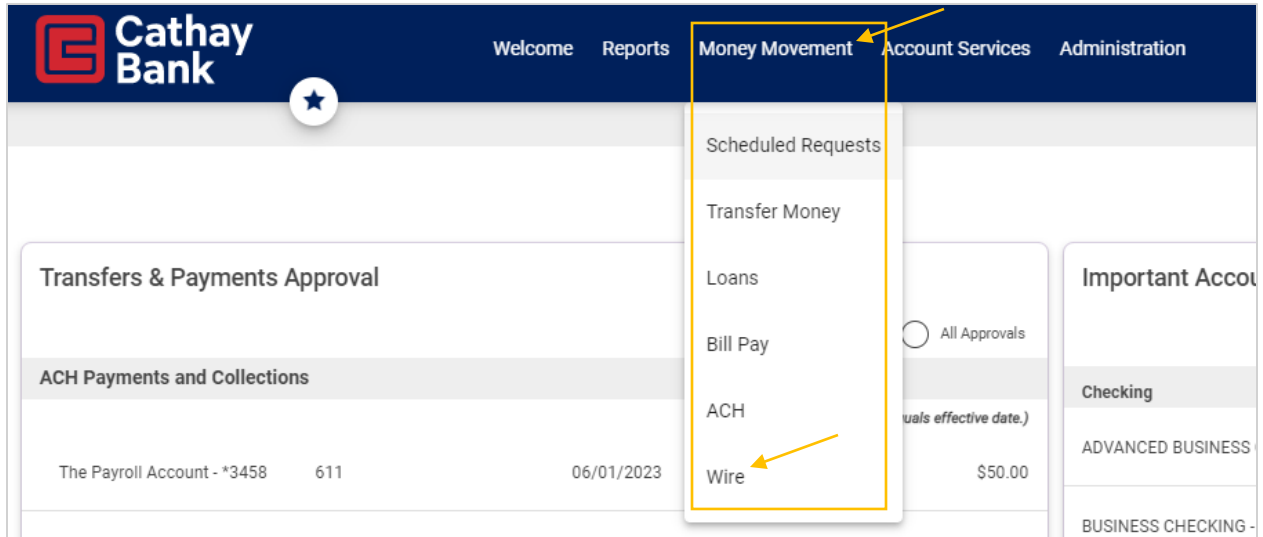 Cathay
Bank
Welcome Reports Money Movement Account Services Administration
Scheduled Requests
Transfer Money
Loans
Bill Pay
ACH
Wire
Transfers & Payments Approval
All Approvals
ACH Payments and Collections
effective date.)
The Payroll Account - *3458 611 06/01/2023 $50.00
Important
Checking
ADVANCED BUSINESS
BUSINESS CHECKING -